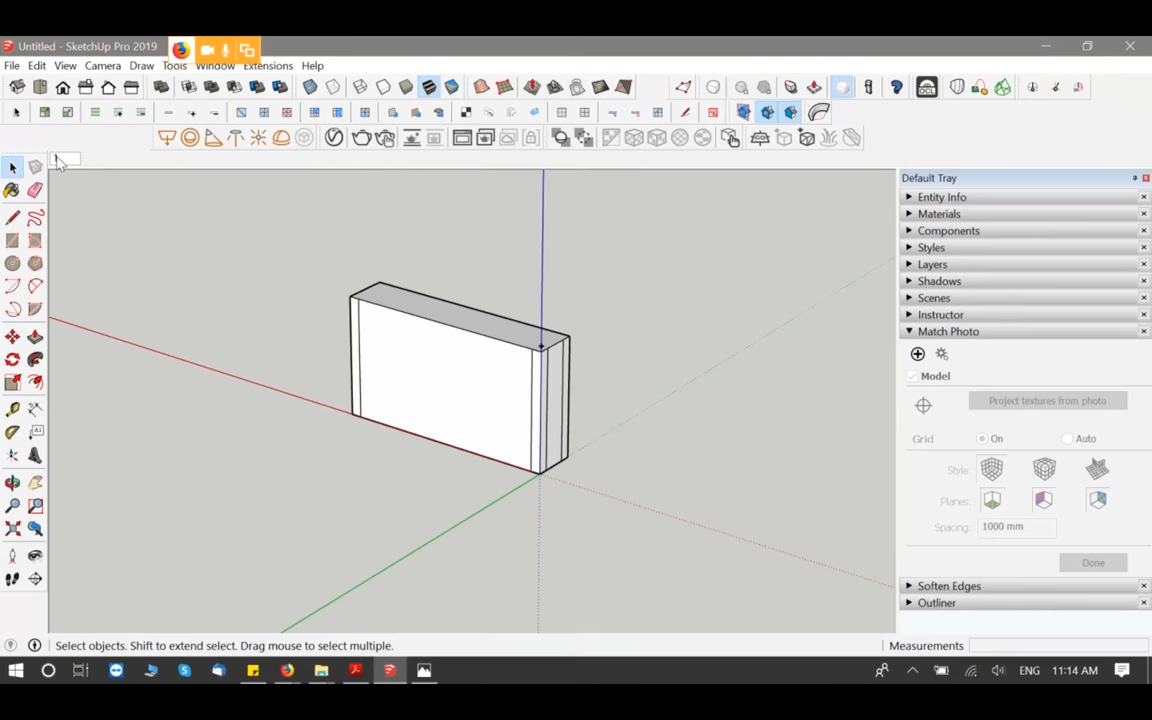 Untitled - SketchUp Pro 2019
File Edit View Camera Draw Tools Window Extensions Help
Default Tray
Entity Info
Materials
Components
Styles
Layers
Shadows
Scenes
Instructor
Match Photo
Model
Project textures from photo
Grid On Auto
Style:
Planes:
Spacing: 1000 mm
Done
Soften Edges
Outliner
Select objects. Shift to extend select. Drag mouse to select multiple.
Measurements
ENG 11:14 AM